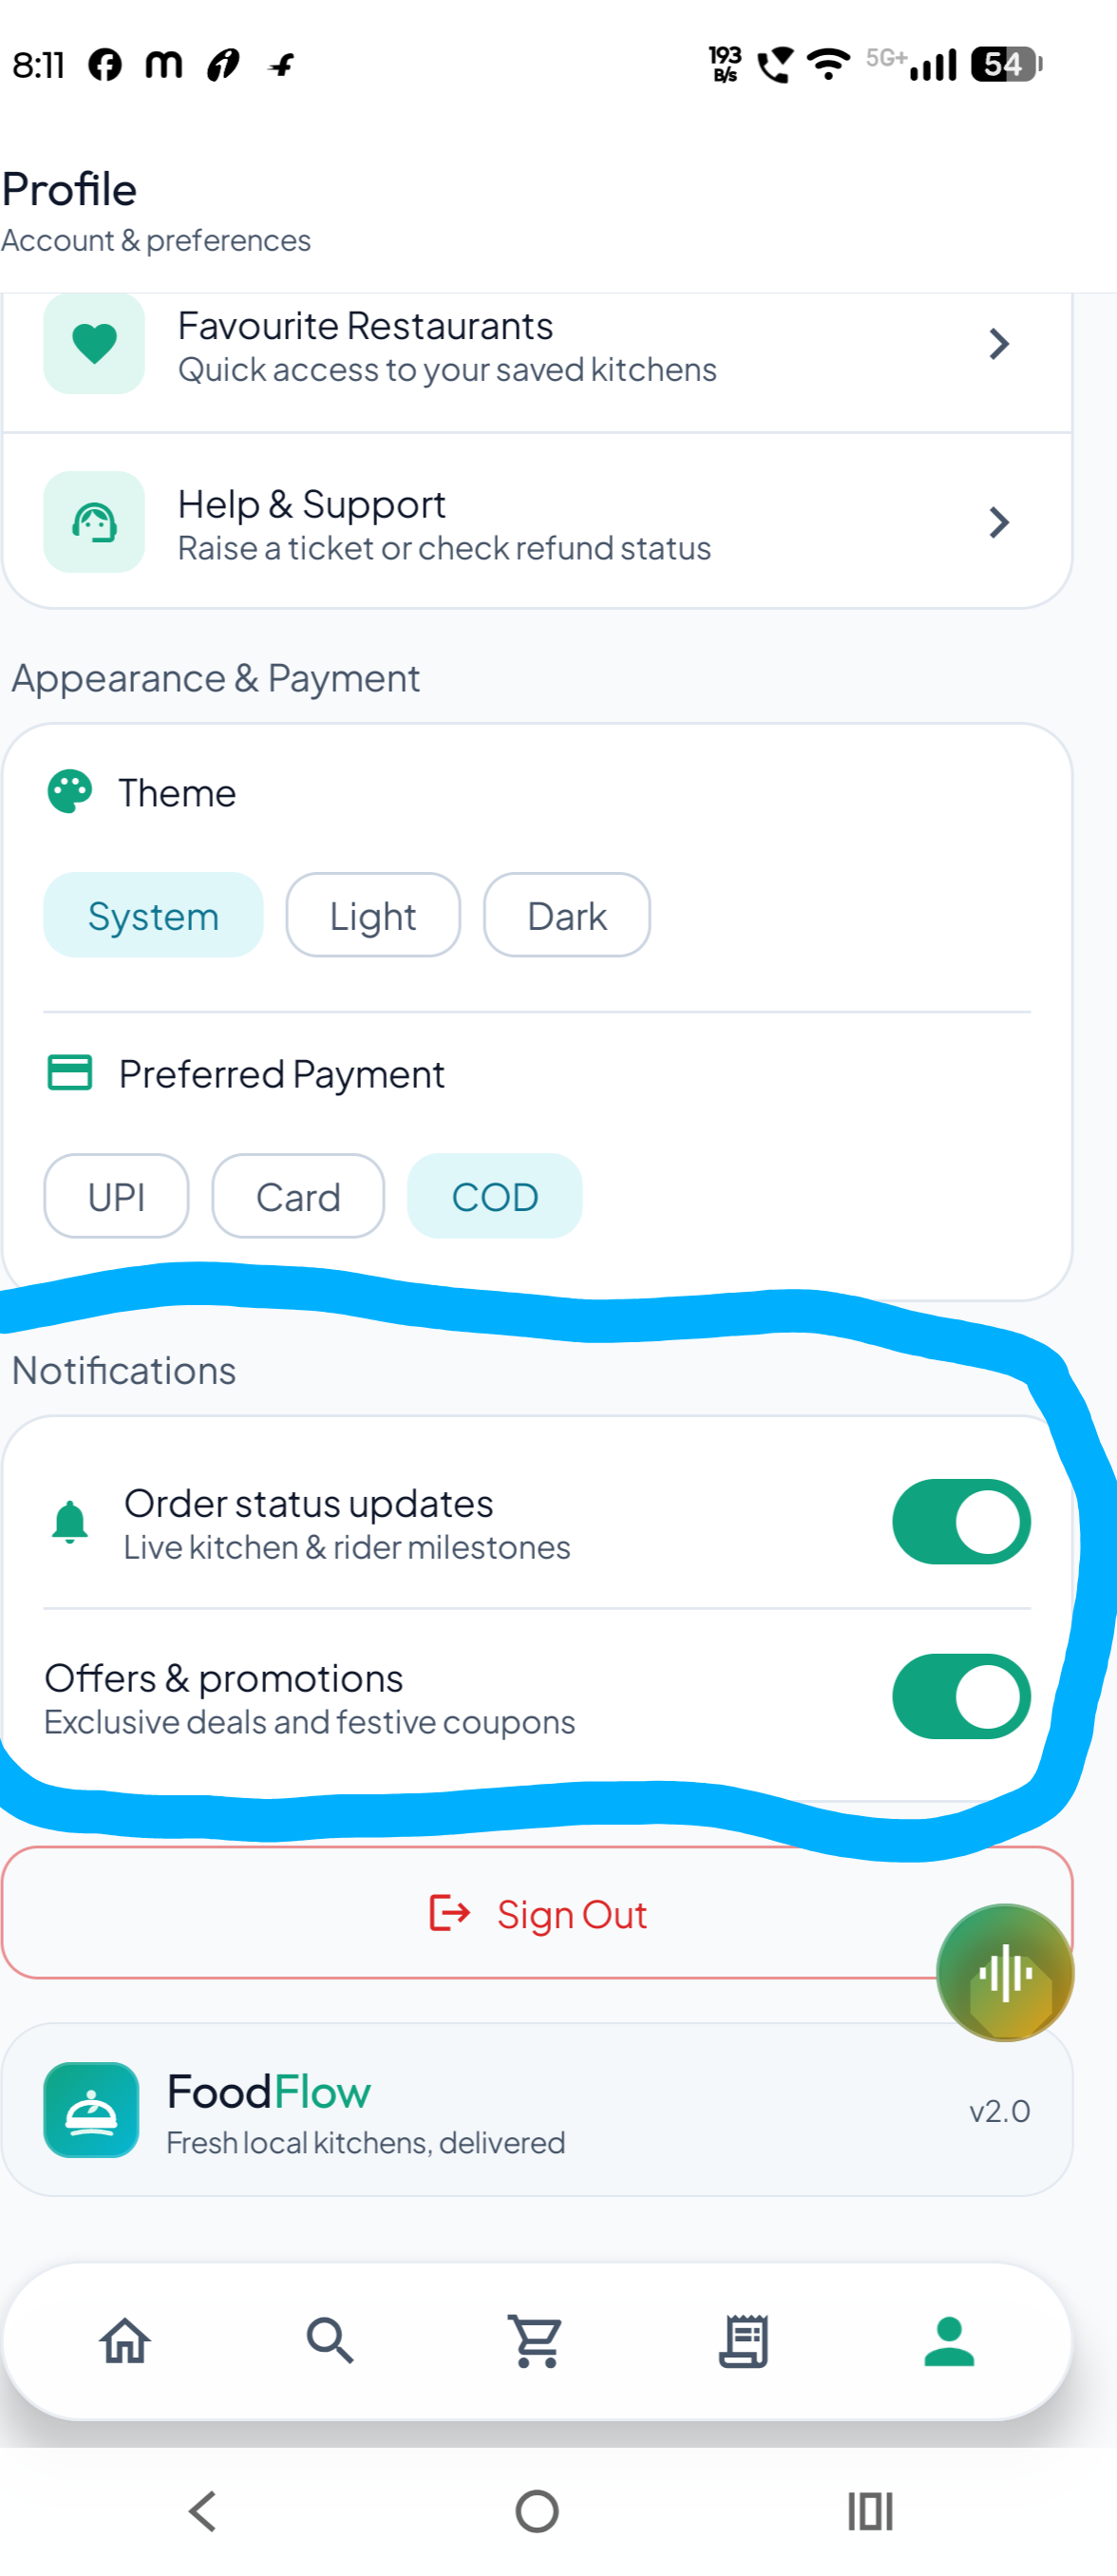 8:11
193
B/s
5G+
54
Profile
Account & preferences
Favourite Restaurants
Quick access to your saved kitchens
Help & Support
Raise a ticket or check refund status
Appearance & Payment
Theme
System Light Dark
Preferred Payment
UPI Card COD
Notifications
Order status updates
Live kitchen & rider milestones
Offers & promotions
Exclusive deals and festive coupons
Sign Out
FoodFlow
Fresh local kitchens, delivered
v2.0